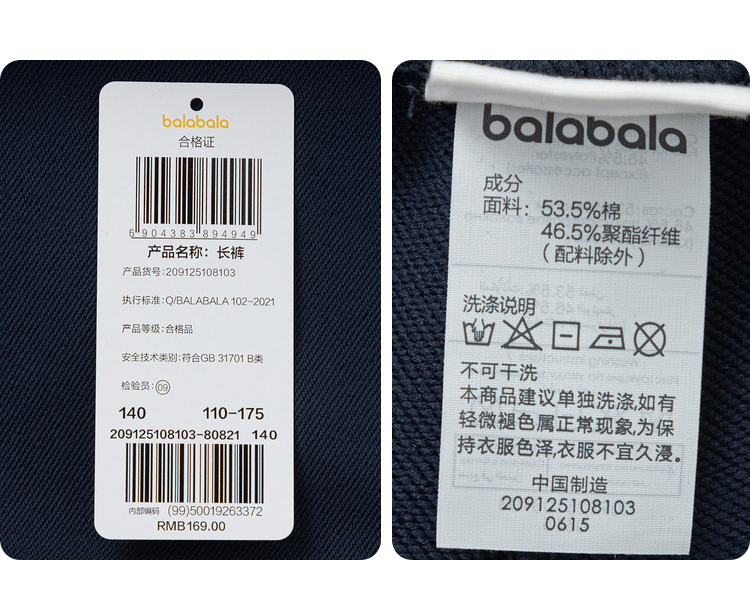 balabala
合格证
6904383894949
产品名称：长裤
产品货号：209125108103
执行标准：Q/BALABALA 102-2021
产品等级：合格品
安全技术类别：符合GB 31701 B类
检验员：09
140 110-175
209125108103-80821 140
内部编码 (99)50019263372
RMB169.00
balabala
成分
面料：53.5%棉
46.5%聚酯纤维
（配料除外）
洗涤说明
不可干洗
本商品建议单独洗涤,如有
轻微褪色属正常现象,为保
持衣服色泽,衣服不宜久浸。
中国制造
209125108103
0615